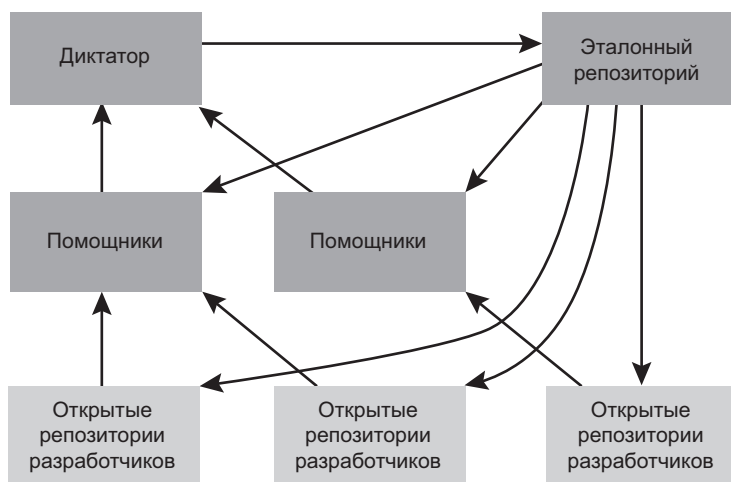 Диктатор
Эталонный
репозиторий
Помощники
Помощники
Открытые
репозитории
разработчиков
Открытые
репозитории
разработчиков
Открытые
репозитории
разработчиков